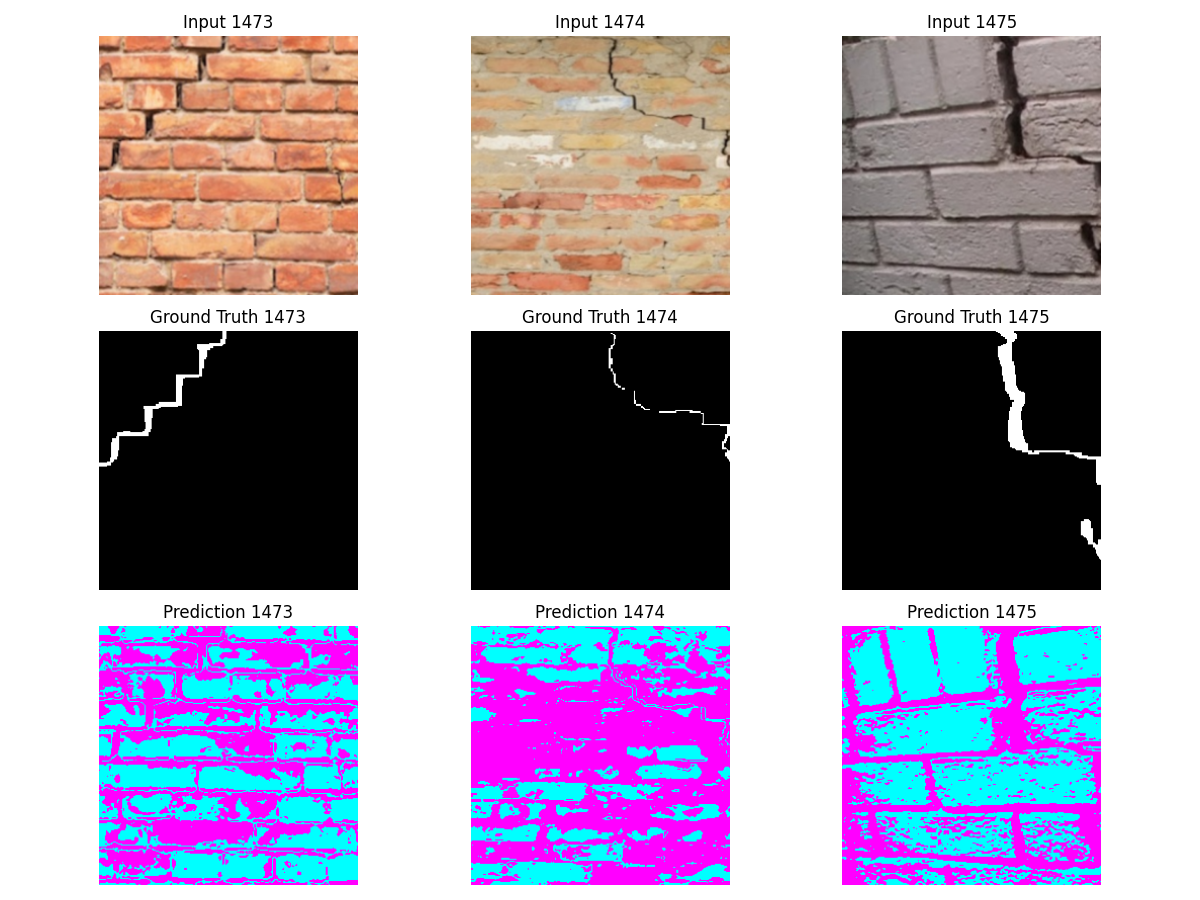 Input 1473
Input 1474
Input 1475
Ground Truth 1473
Ground Truth 1474
Ground Truth 1475
Prediction 1473
Prediction 1474
Prediction 1475